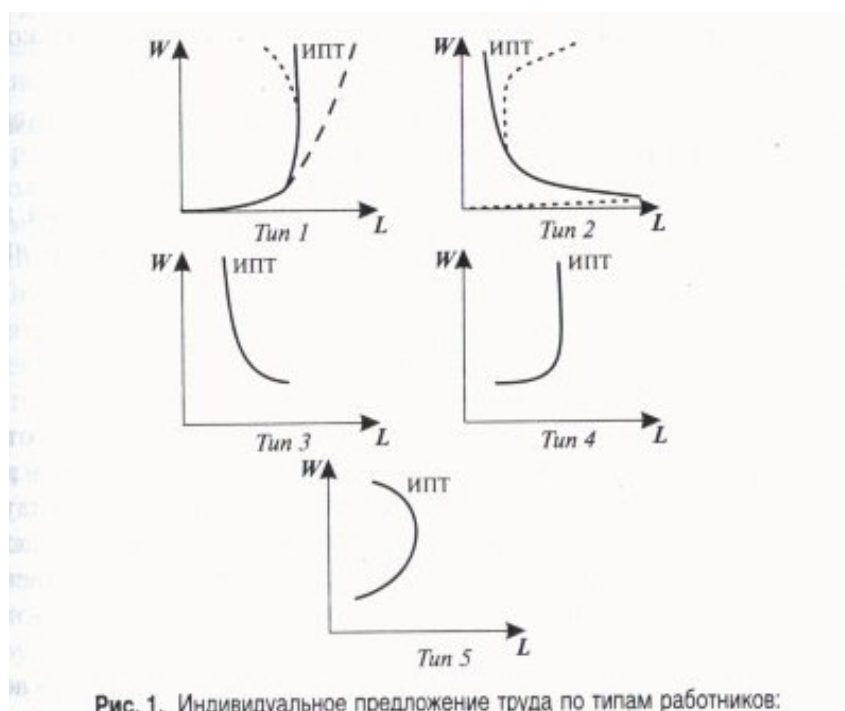 W ИПТ W ИПТ
Тип 1 L Тип 2 L
W ИПТ W ИПТ
Тип 3 L Тип 4 L
W ИПТ
Тип 5 L
Рис. 1. Индивидуальное предложение труда по типам работников: